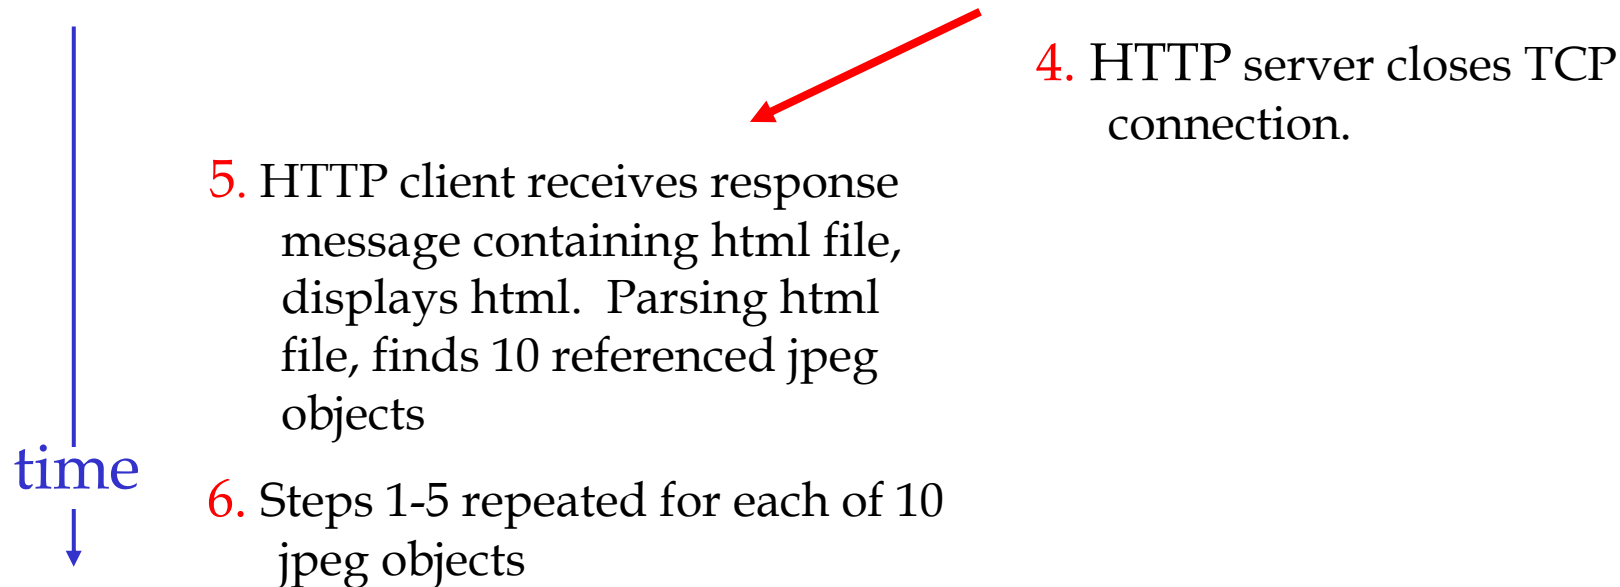 4. HTTP server closes TCP
connection.
5. HTTP client receives response
message containing html file,
displays html.  Parsing html
file, finds 10 referenced jpeg
objects
time
6. Steps 1-5 repeated for each of 10
jpeg objects